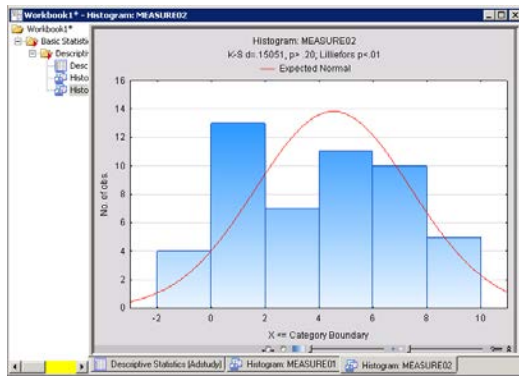 Workbook1* - Histogram: MEASURE02
Workbook1*
Basic Statisti
Descriptiv
Desc
Histo
Histo
Histogram: MEASURE02
K-S d=.15051, p> .20; Lilliefors p<.01
Expected Normal
No. of obs.
16
14
12
10
8
6
4
2
0
-2
0
2
4
6
8
10
X <= Category Boundary
Descriptive Statistics (Adstudy)
Histogram: MEASURE01
Histogram: MEASURE02